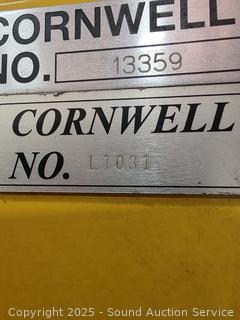 CORNWELL
NO. 13359
CORNWELL
NO. L1031
Copyright © 2025 - Sound Auction Service